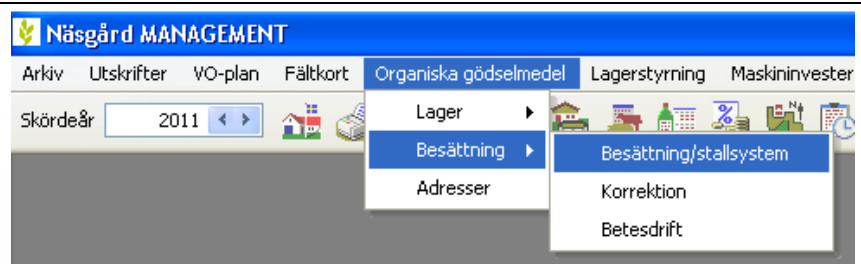 Näsgård MANAGEMENT
Arkiv Utskrifter VO-plan Fältkort Organiska gödselmedel Lagerstyrning Maskininvester
Skördeår 2011
Lager
Besättning
Adresser
Besättning/stallsystem
Korrektion
Betesdrift